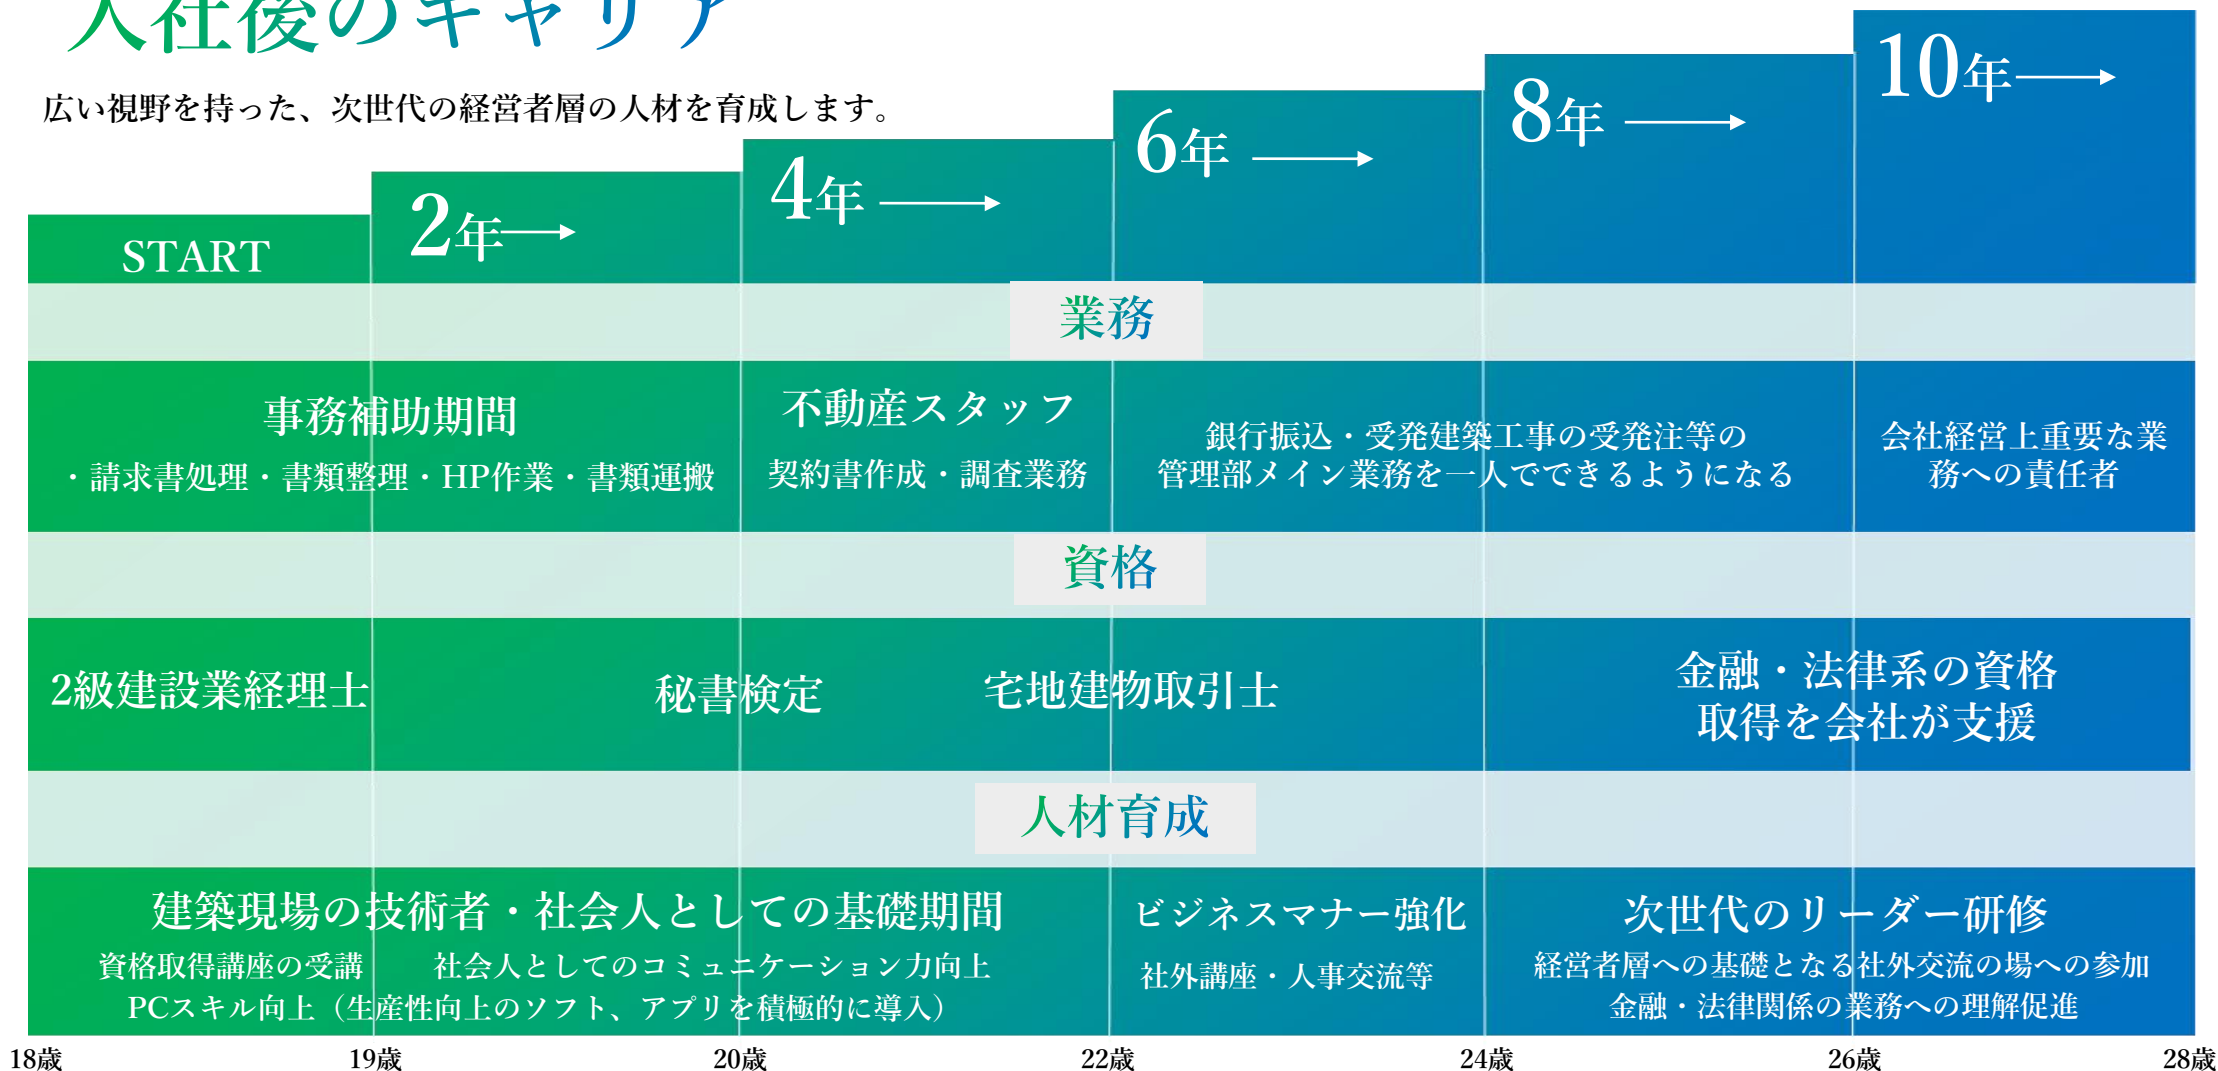 入社後のキャリア
広い視野を持った、次世代の経営者層の人材を育成します。
START
2年
4年
6年
8年
10年
業務
事務補助期間
・請求書処理・書類整理・HP作業・書類運搬
不動産スタッフ
契約書作成・調査業務
銀行振込・受発建築工事の受発注等の
管理部メイン業務を一人でできるようになる
会社経営上重要な業
務への責任者
資格
2級建設業経理士
秘書検定
宅地建物取引士
金融・法律系の資格
取得を会社が支援
人材育成
建築現場の技術者・社会人としての基礎期間
資格取得講座の受講　　社会人としてのコミュニケーション力向上
PCスキル向上（生産性向上のソフト、アプリを積極的に導入）
ビジネスマナー強化
社外講座・人事交流等
次世代のリーダー研修
経営者層への基礎となる社外交流の場への参加
金融・法律関係の業務への理解促進
18歳
19歳
20歳
22歳
24歳
26歳
28歳